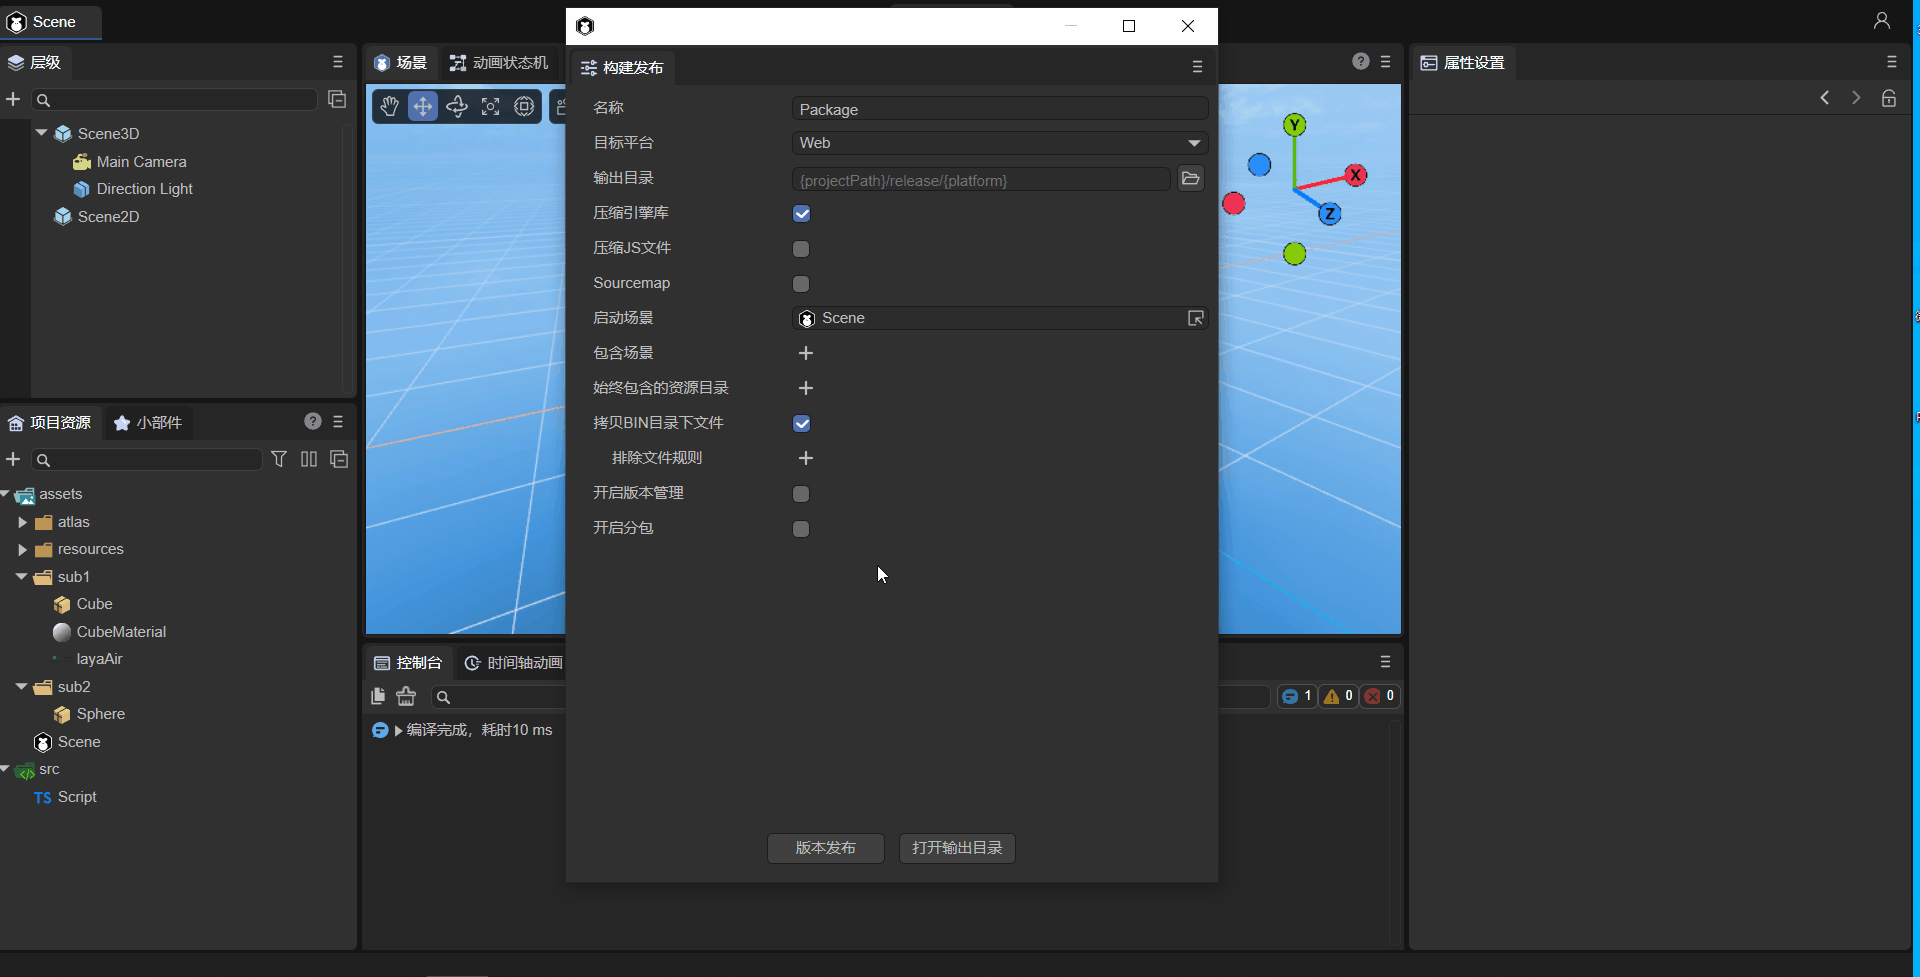 Scene
层级
Scene3D
Main Camera
Direction Light
Scene2D
项目资源
小部件
assets
atlas
resources
sub1
Cube
CubeMaterial
layaAir
sub2
Sphere
Scene
src
TS Script
场景
动画状态机
构建发布
名称
Package
目标平台
Web
输出目录
{projectPath}/release/{platform}
压缩引擎库
压缩JS文件
Sourcemap
启动场景
Scene
包含场景
始终包含的资源目录
拷贝BIN目录下文件
排除文件规则
开启版本管理
开启分包
版本发布
打开输出目录
Y
X
Z
控制台
时间轴动画
1
0
0
编译完成，耗时10 ms
属性设置